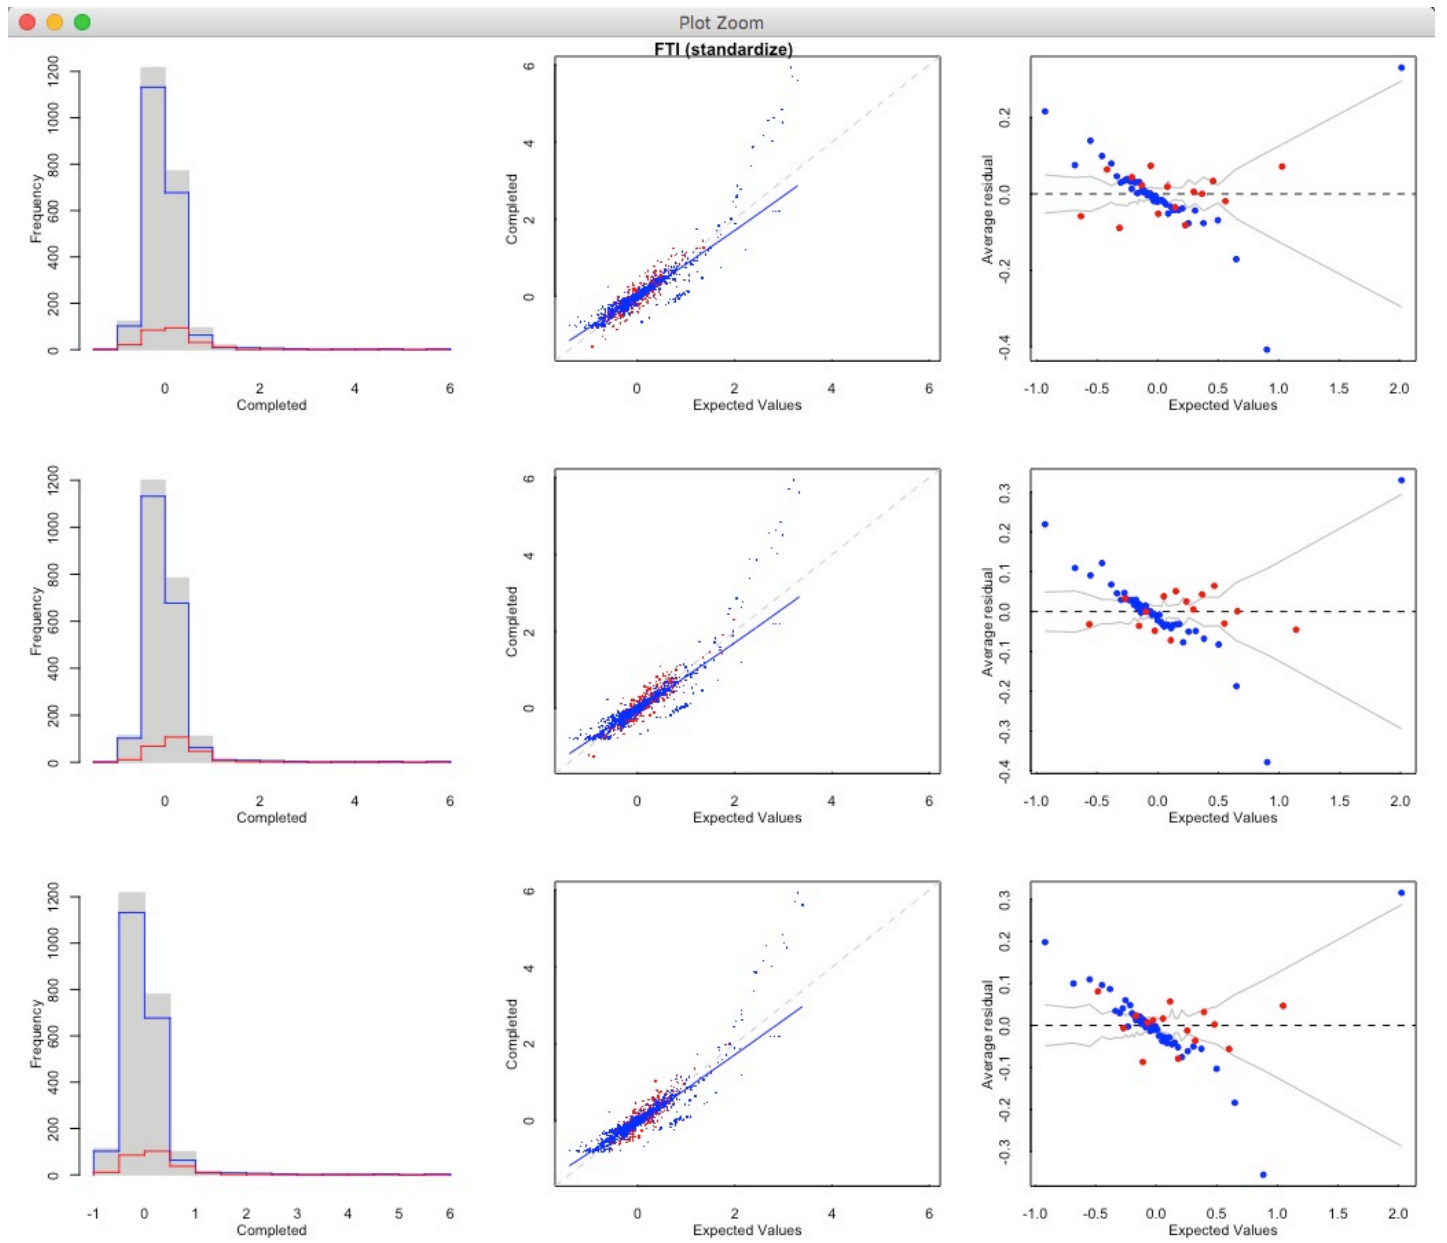 Plot Zoom
FTI (standardize)
Frequency
0 200 400 600 800 1000 1200
0 2 4 6
Completed
Completed
0 2 4 6
0 2 4 6
Expected Values
Average residual
-0.4 -0.2 0.0 0.2
-1.0 -0.5 0.0 0.5 1.0 1.5 2.0
Expected Values
Frequency
0 200 400 600 800 1000 1200
0 2 4 6
Completed
Completed
0 2 4 6
0 2 4 6
Expected Values
Average residual
-0.4 -0.3 -0.2 -0.1 0.0 0.1 0.2 0.3
-1.0 -0.5 0.0 0.5 1.0 1.5 2.0
Expected Values
Frequency
0 200 400 600 800 1000 1200
-1 0 1 2 3 4 5 6
Completed
Completed
0 2 4 6
0 2 4 6
Expected Values
Average residual
-0.3 -0.2 -0.1 0.0 0.1 0.2 0.3
-1.0 -0.5 0.0 0.5 1.0 1.5 2.0
Expected Values